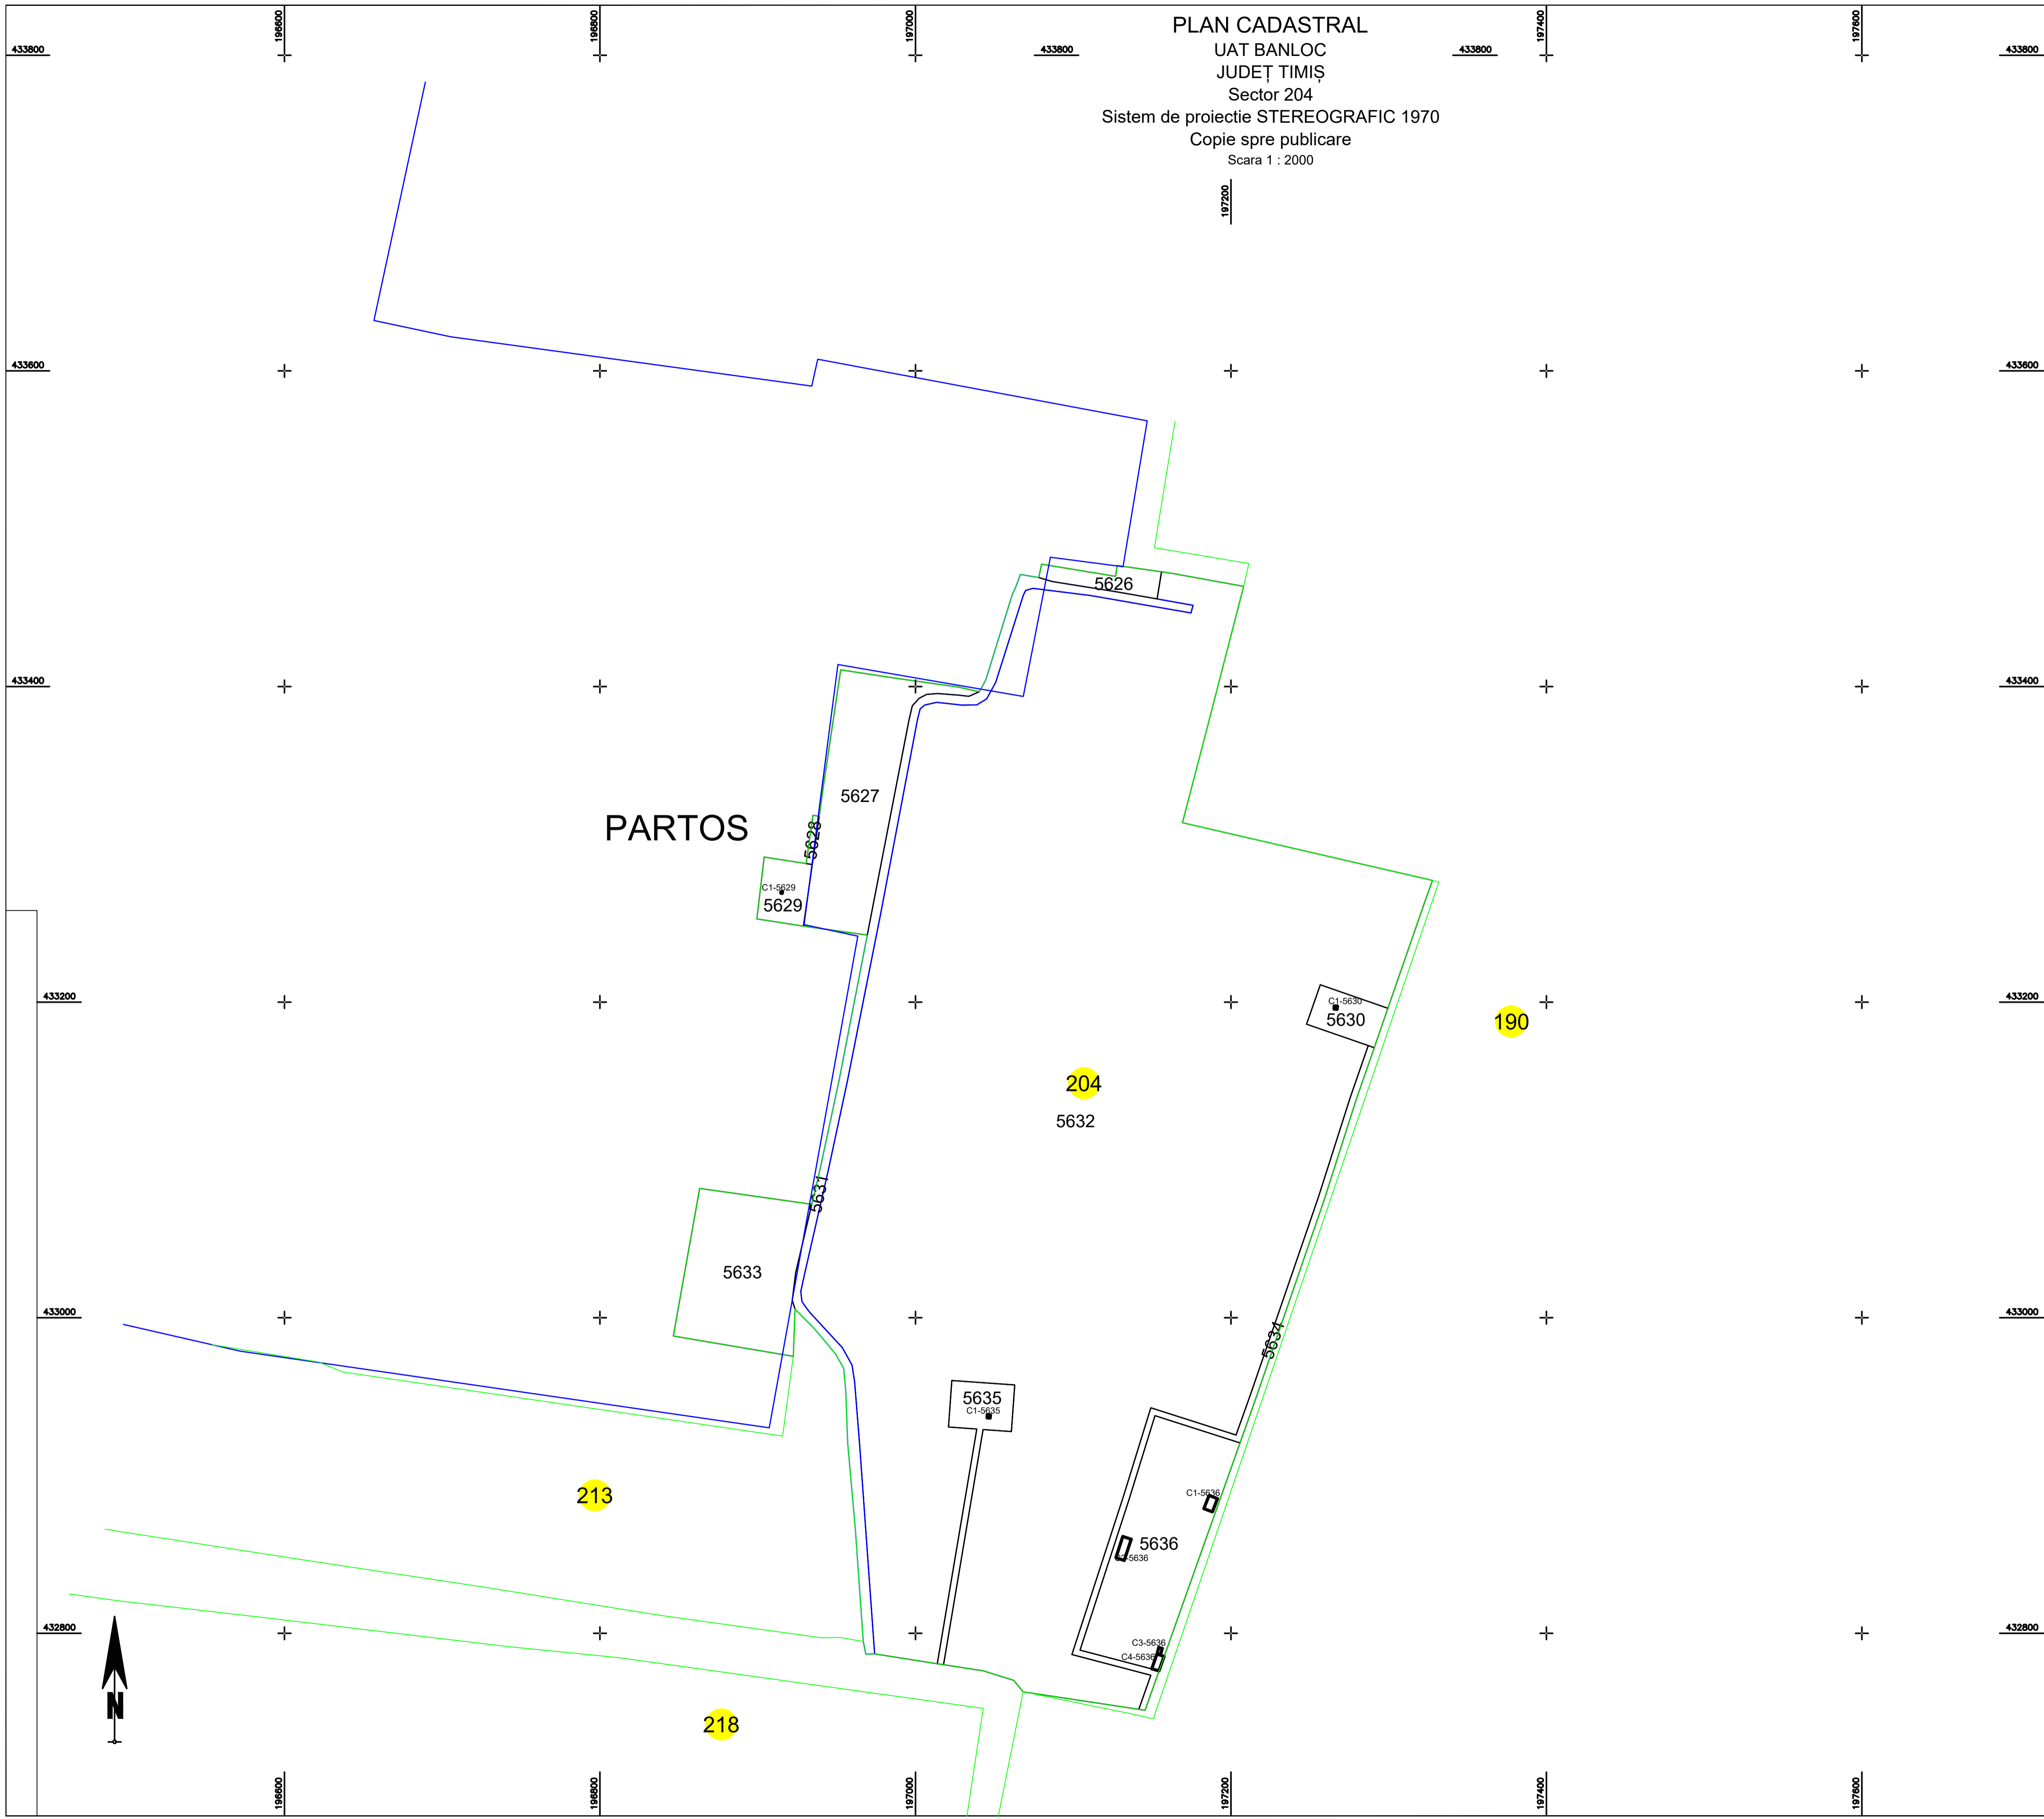 196600
196800
197000
197400
197600
PLAN CADASTRAL
433800
433800
UAT BANLOC
433800
433800
JUDEȚ TIMIȘ
Sector 204
Sistem de proiectie STEREOGRAFIC 1970
Copie spre publicare
Scara 1 : 2000
197200
433600
433600
5626
433400
433400
5627
PARTOS
5628
C1-5629
5629
433200
C1-5630
433200
5630
190
204
5632
5631
5633
433000
433000
5634
5635
C1-5635
213
C1-5636
5636
C2-5636
432800
432800
C3-5636
C4-5636
N
218
196600
196800
197000
197200
197400
197600